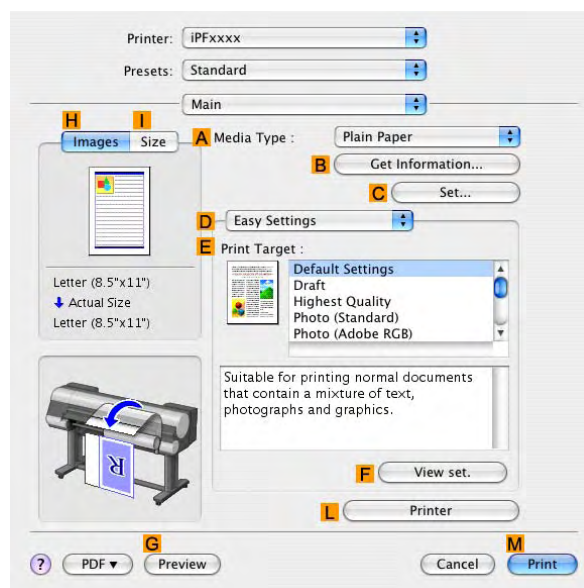 Printer: iPFxxxx
Presets: Standard
Main
H I
Images Size
A Media Type : Plain Paper
B Get Information...
C Set...
D Easy Settings
E Print Target :
Default Settings
Draft
Highest Quality
Photo (Standard)
Photo (Adobe RGB)
Letter (8.5"x11")
Actual Size
Letter (8.5"x11")
Suitable for printing normal documents
that contain a mixture of text,
photographs and graphics.
R
F View set.
L Printer
G M
? PDF Preview Cancel Print